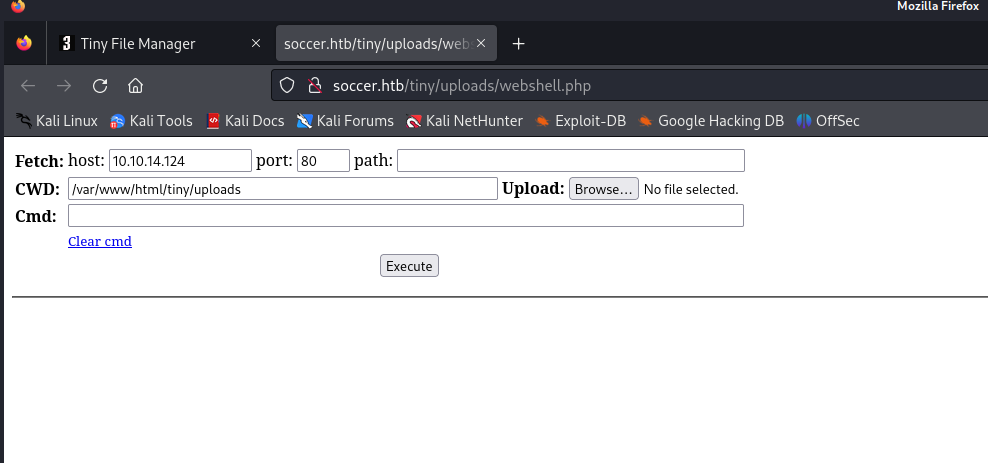 Mozilla Firefox
Tiny File Manager soccer.htb/tiny/uploads/webs
soccer.htb/tiny/uploads/webshell.php
Kali Linux Kali Tools Kali Docs Kali Forums Kali NetHunter Exploit-DB Google Hacking DB OffSec
Fetch: host: 10.10.14.124 port: 80 path:
CWD: /var/www/html/tiny/uploads Upload: Browse... No file selected.
Cmd:
Clear cmd
Execute